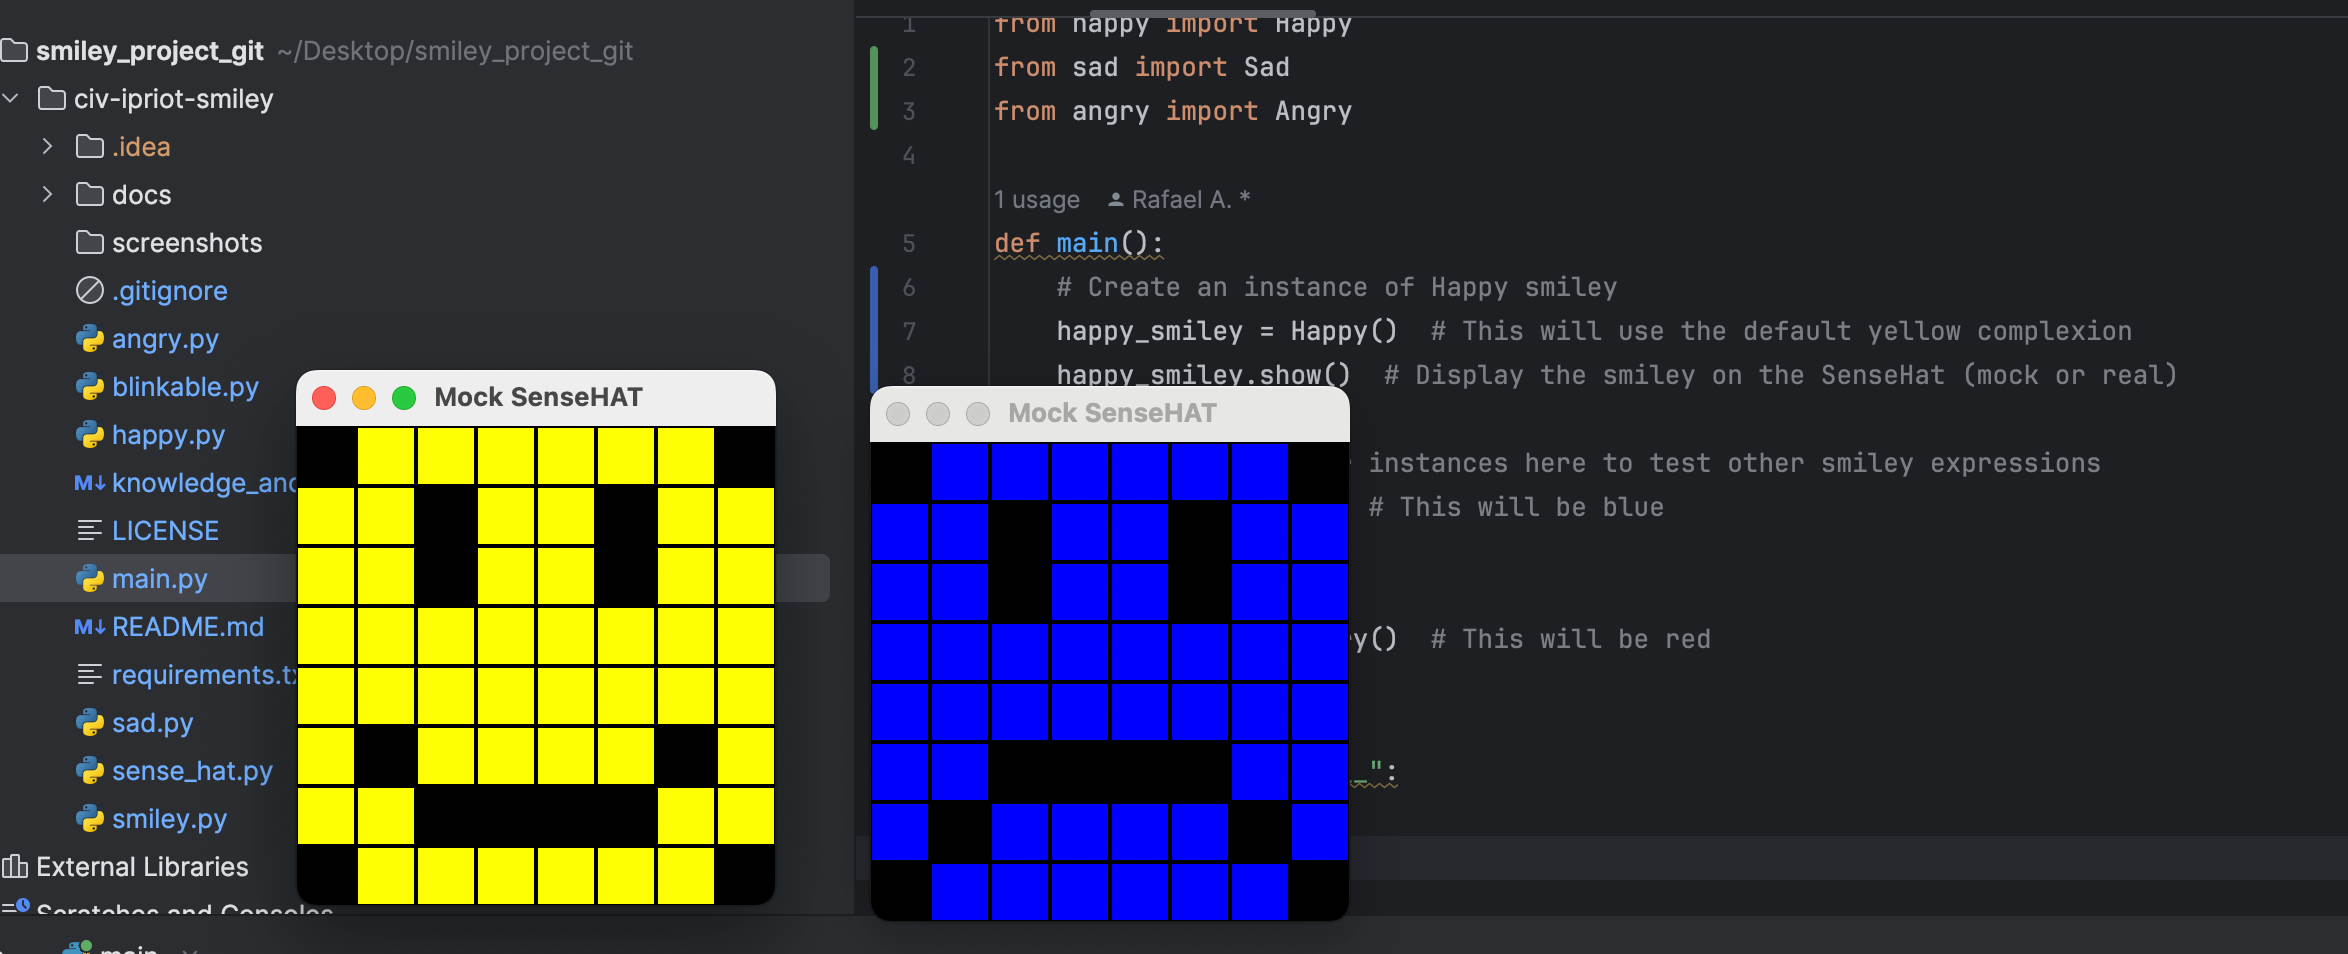 smiley_project_git ~/Desktop/smiley_project_git
civ-ipriot-smiley
.idea
docs
screenshots
.gitignore
angry.py
blinkable.py
happy.py
M↓ knowledge_and
LICENSE
main.py
M↓ README.md
requirements.tx
sad.py
sense_hat.py
smiley.py
External Libraries
Scratches and Consoles
main
Mock SenseHAT
Mock SenseHAT
1 from happy import Happy
2 from sad import Sad
3 from angry import Angry
4
1 usage Rafael A. *
5 def main():
6 # Create an instance of Happy smiley
7 happy_smiley = Happy() # This will use the default yellow complexion
8 happy_smiley.show() # Display the smiley on the SenseHat (mock or real)
instances here to test other smiley expressions
# This will be blue
y() # This will be red
_":